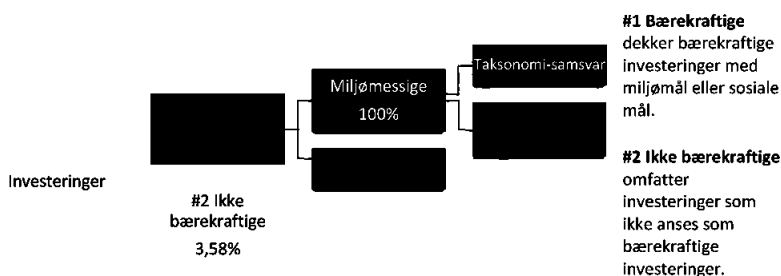 Investeringer
#2 Ikke
bærekraftige
3,58%
Miljømessige
100%
Taksonomi-samsvar
#1 Bærekraftige
dekker bærekraftige
investeringer med
miljømål eller sosiale
mål.
#2 Ikke bærekraftige
omfatter
investeringer som
ikke anses som
bærekraftige
investeringer.